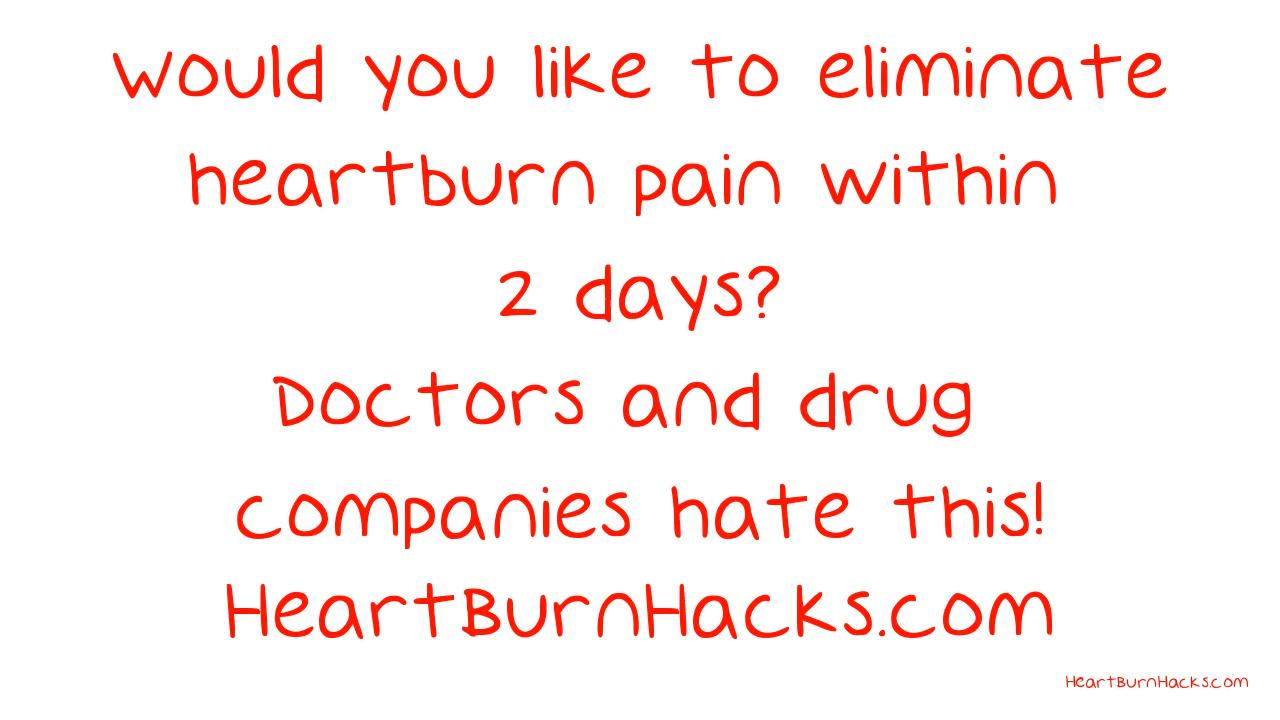 Would you like to eliminate
heartburn pain within
2 days?
Doctors and drug
companies hate this!
HeartBurnHacks.com
HeartBurnHacks.com